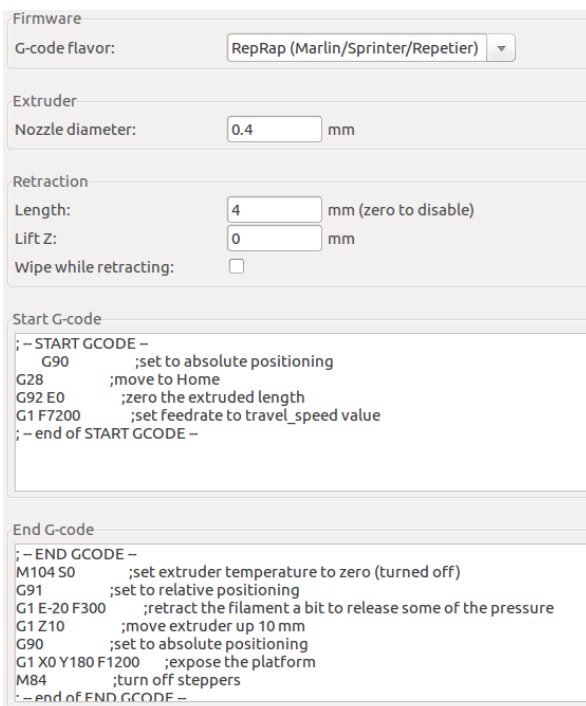 Firmware
G-code flavor: RepRap (Marlin/Sprinter/Repetier)
Extruder
Nozzle diameter: 0.4 mm
Retraction
Length: 4 mm (zero to disable)
Lift Z: 0 mm
Wipe while retracting:
Start G-code
; -- START GCODE --
G90 ;set to absolute positioning
G28 ;move to Home
G92 E0 ;zero the extruded length
G1 F7200 ;set feedrate to travel_speed value
; -- end of START GCODE --
End G-code
; -- END GCODE --
M104 S0 ;set extruder temperature to zero (turned off)
G91 ;set to relative positioning
G1 E-20 F300 ;retract the filament a bit to release some of the pressure
G1 Z10 ;move extruder up 10 mm
G90 ;set to absolute positioning
G1 X0 Y180 F1200 ;expose the platform
M84 ;turn off steppers
; -- end of END GCODE --